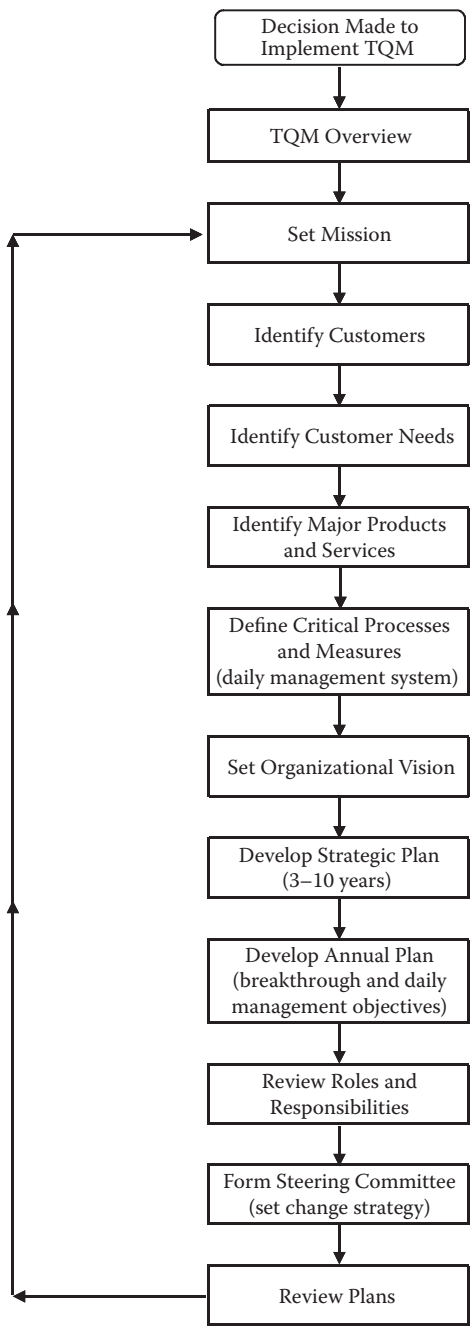 Decision Made to
Implement TQM
TQM Overview
Set Mission
Identify Customers
Identify Customer Needs
Identify Major Products
and Services
Define Critical Processes
and Measures
(daily management system)
Set Organizational Vision
Develop Strategic Plan
(3–10 years)
Develop Annual Plan
(breakthrough and daily
management objectives)
Review Roles and
Responsibilities
Form Steering Committee
(set change strategy)
Review Plans